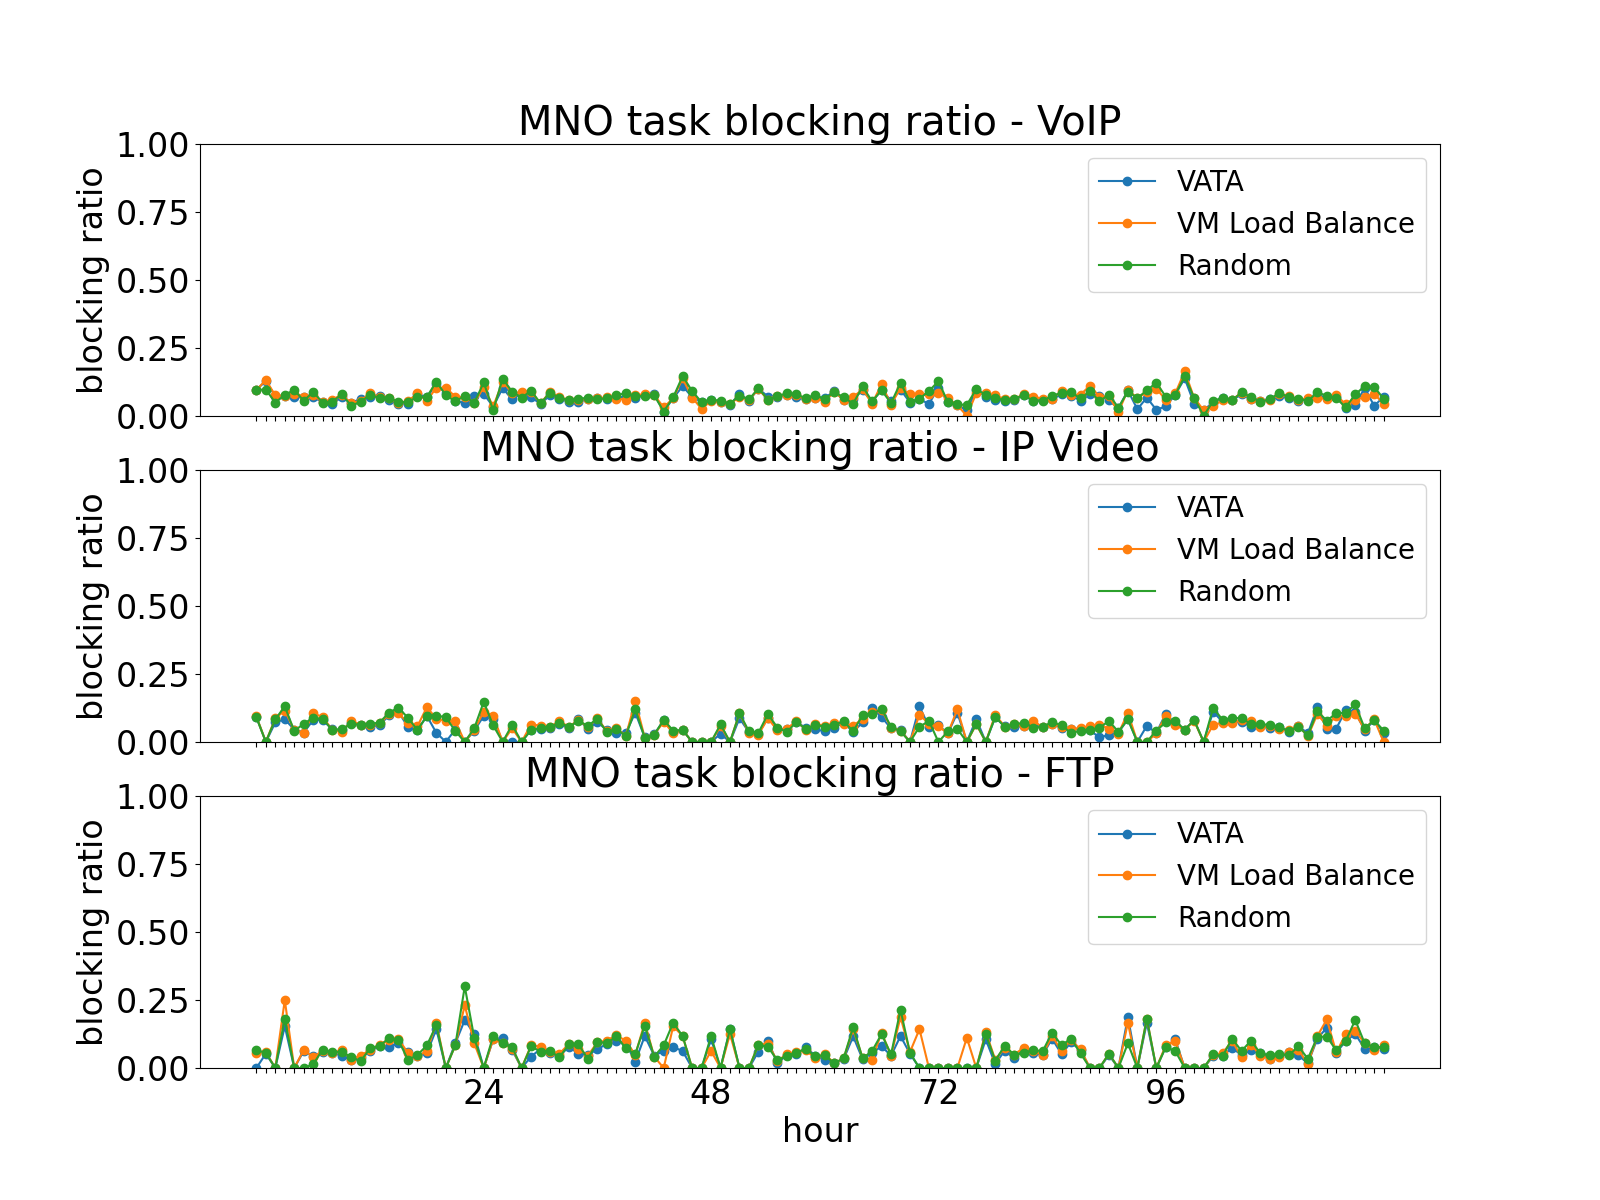 MNO task blocking ratio - VoIP
1.00
0.75
0.50
0.25
0.00
blocking ratio
VATA
VM Load Balance
Random
MNO task blocking ratio - IP Video
1.00
0.75
0.50
0.25
0.00
blocking ratio
VATA
VM Load Balance
Random
MNO task blocking ratio - FTP
1.00
0.75
0.50
0.25
0.00
blocking ratio
VATA
VM Load Balance
Random
24 48 72 96
hour